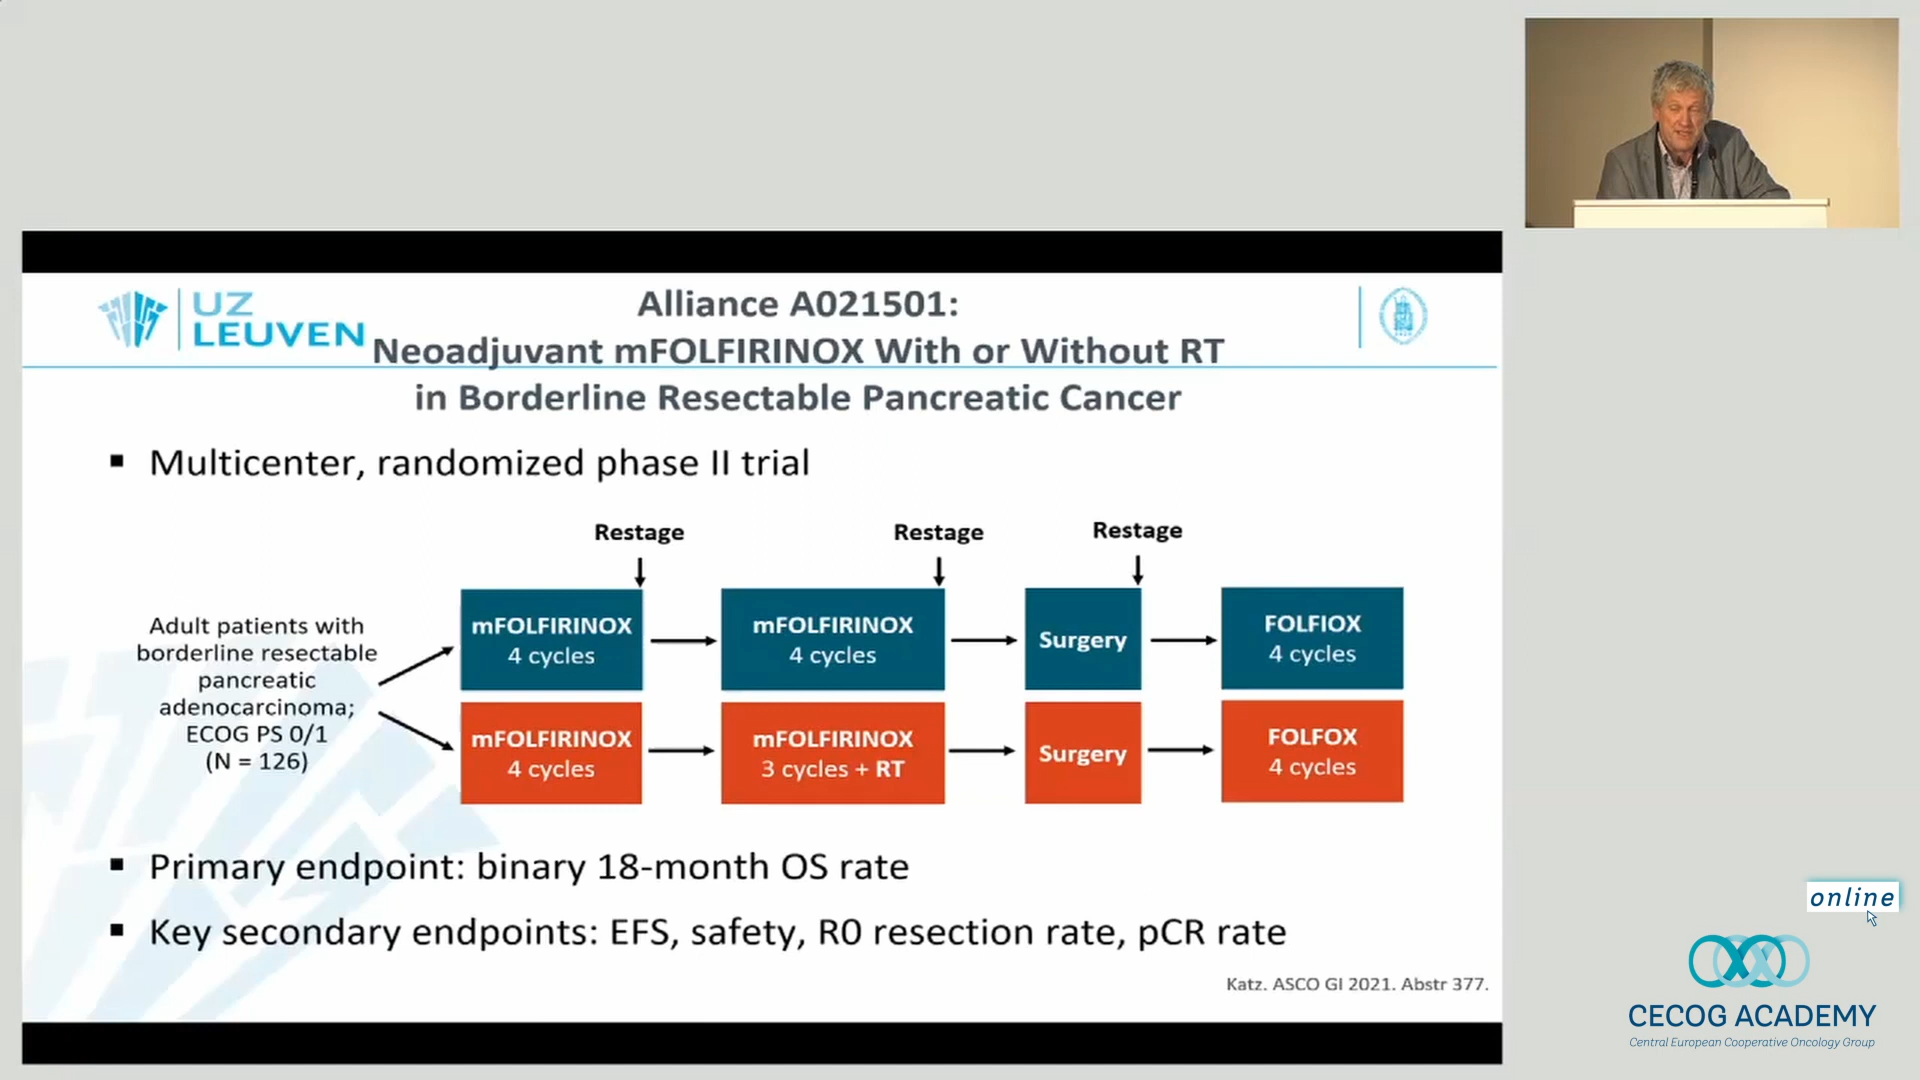 UZ
LEUVEN
Alliance A021501:
Neoadjuvant mFOLFIRINOX With or Without RT
in Borderline Resectable Pancreatic Cancer
▪ Multicenter, randomized phase II trial
Restage
Restage
Restage
Adult patients with
borderline resectable
pancreatic
adenocarcinoma;
ECOG PS 0/1
(N = 126)
mFOLFIRINOX
4 cycles
mFOLFIRINOX
4 cycles
Surgery
FOLFIOX
4 cycles
mFOLFIRINOX
4 cycles
mFOLFIRINOX
3 cycles + RT
Surgery
FOLFOX
4 cycles
▪ Primary endpoint: binary 18-month OS rate
▪ Key secondary endpoints: EFS, safety, R0 resection rate, pCR rate
Katz. ASCO GI 2021. Abstr 377.
online
CECOG ACADEMY
Central European Cooperative Oncology Group